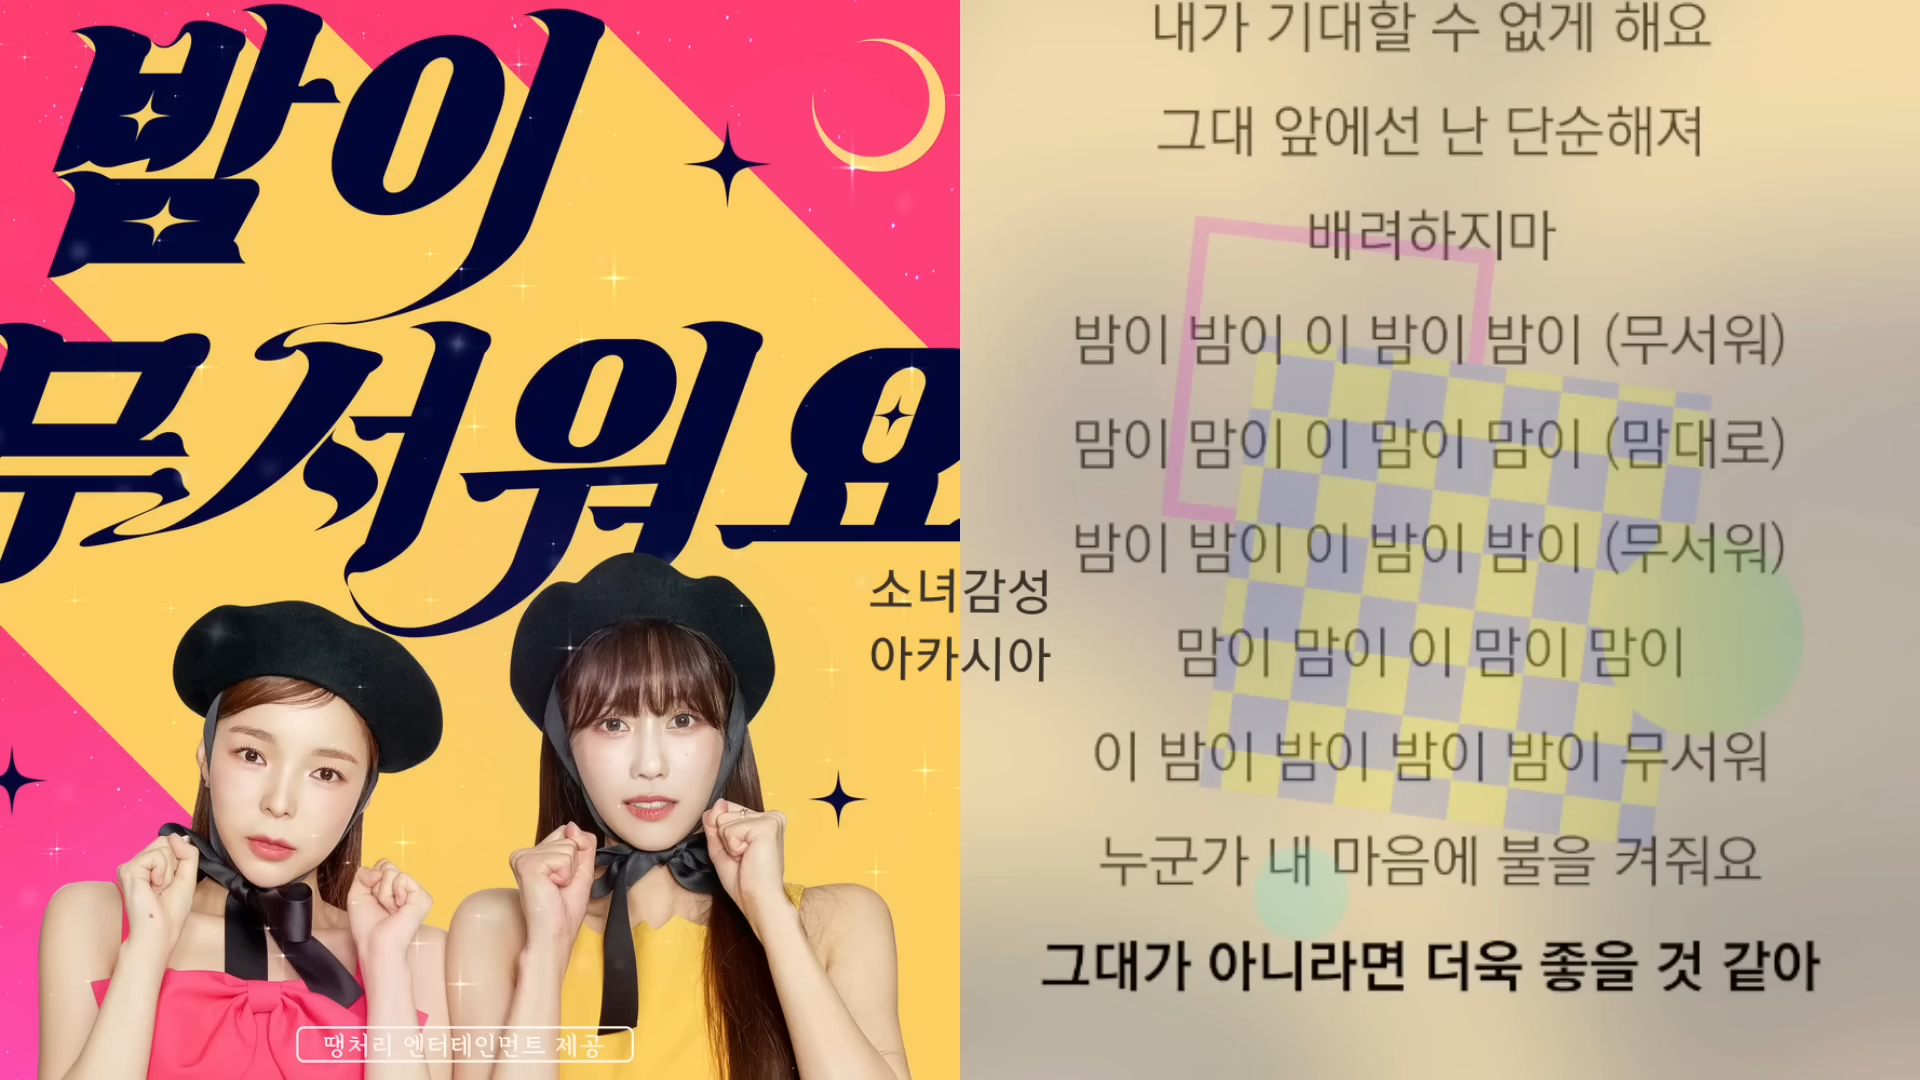 밤이
무서워요
소녀감성
아카시아
땡처리 엔터테인먼트 제공
내가 기대할 수 없게 해요
그대 앞에선 난 단순해져
배려하지마
밤이 밤이 이 밤이 밤이 (무서워)
맘이 맘이 이 맘이 맘이 (맘대로)
밤이 밤이 이 밤이 밤이 (무서워)
맘이 맘이 이 맘이 맘이
이 밤이 밤이 밤이 밤이 무서워
누군가 내 마음에 불을 켜줘요
그대가 아니라면 더욱 좋을 것 같아